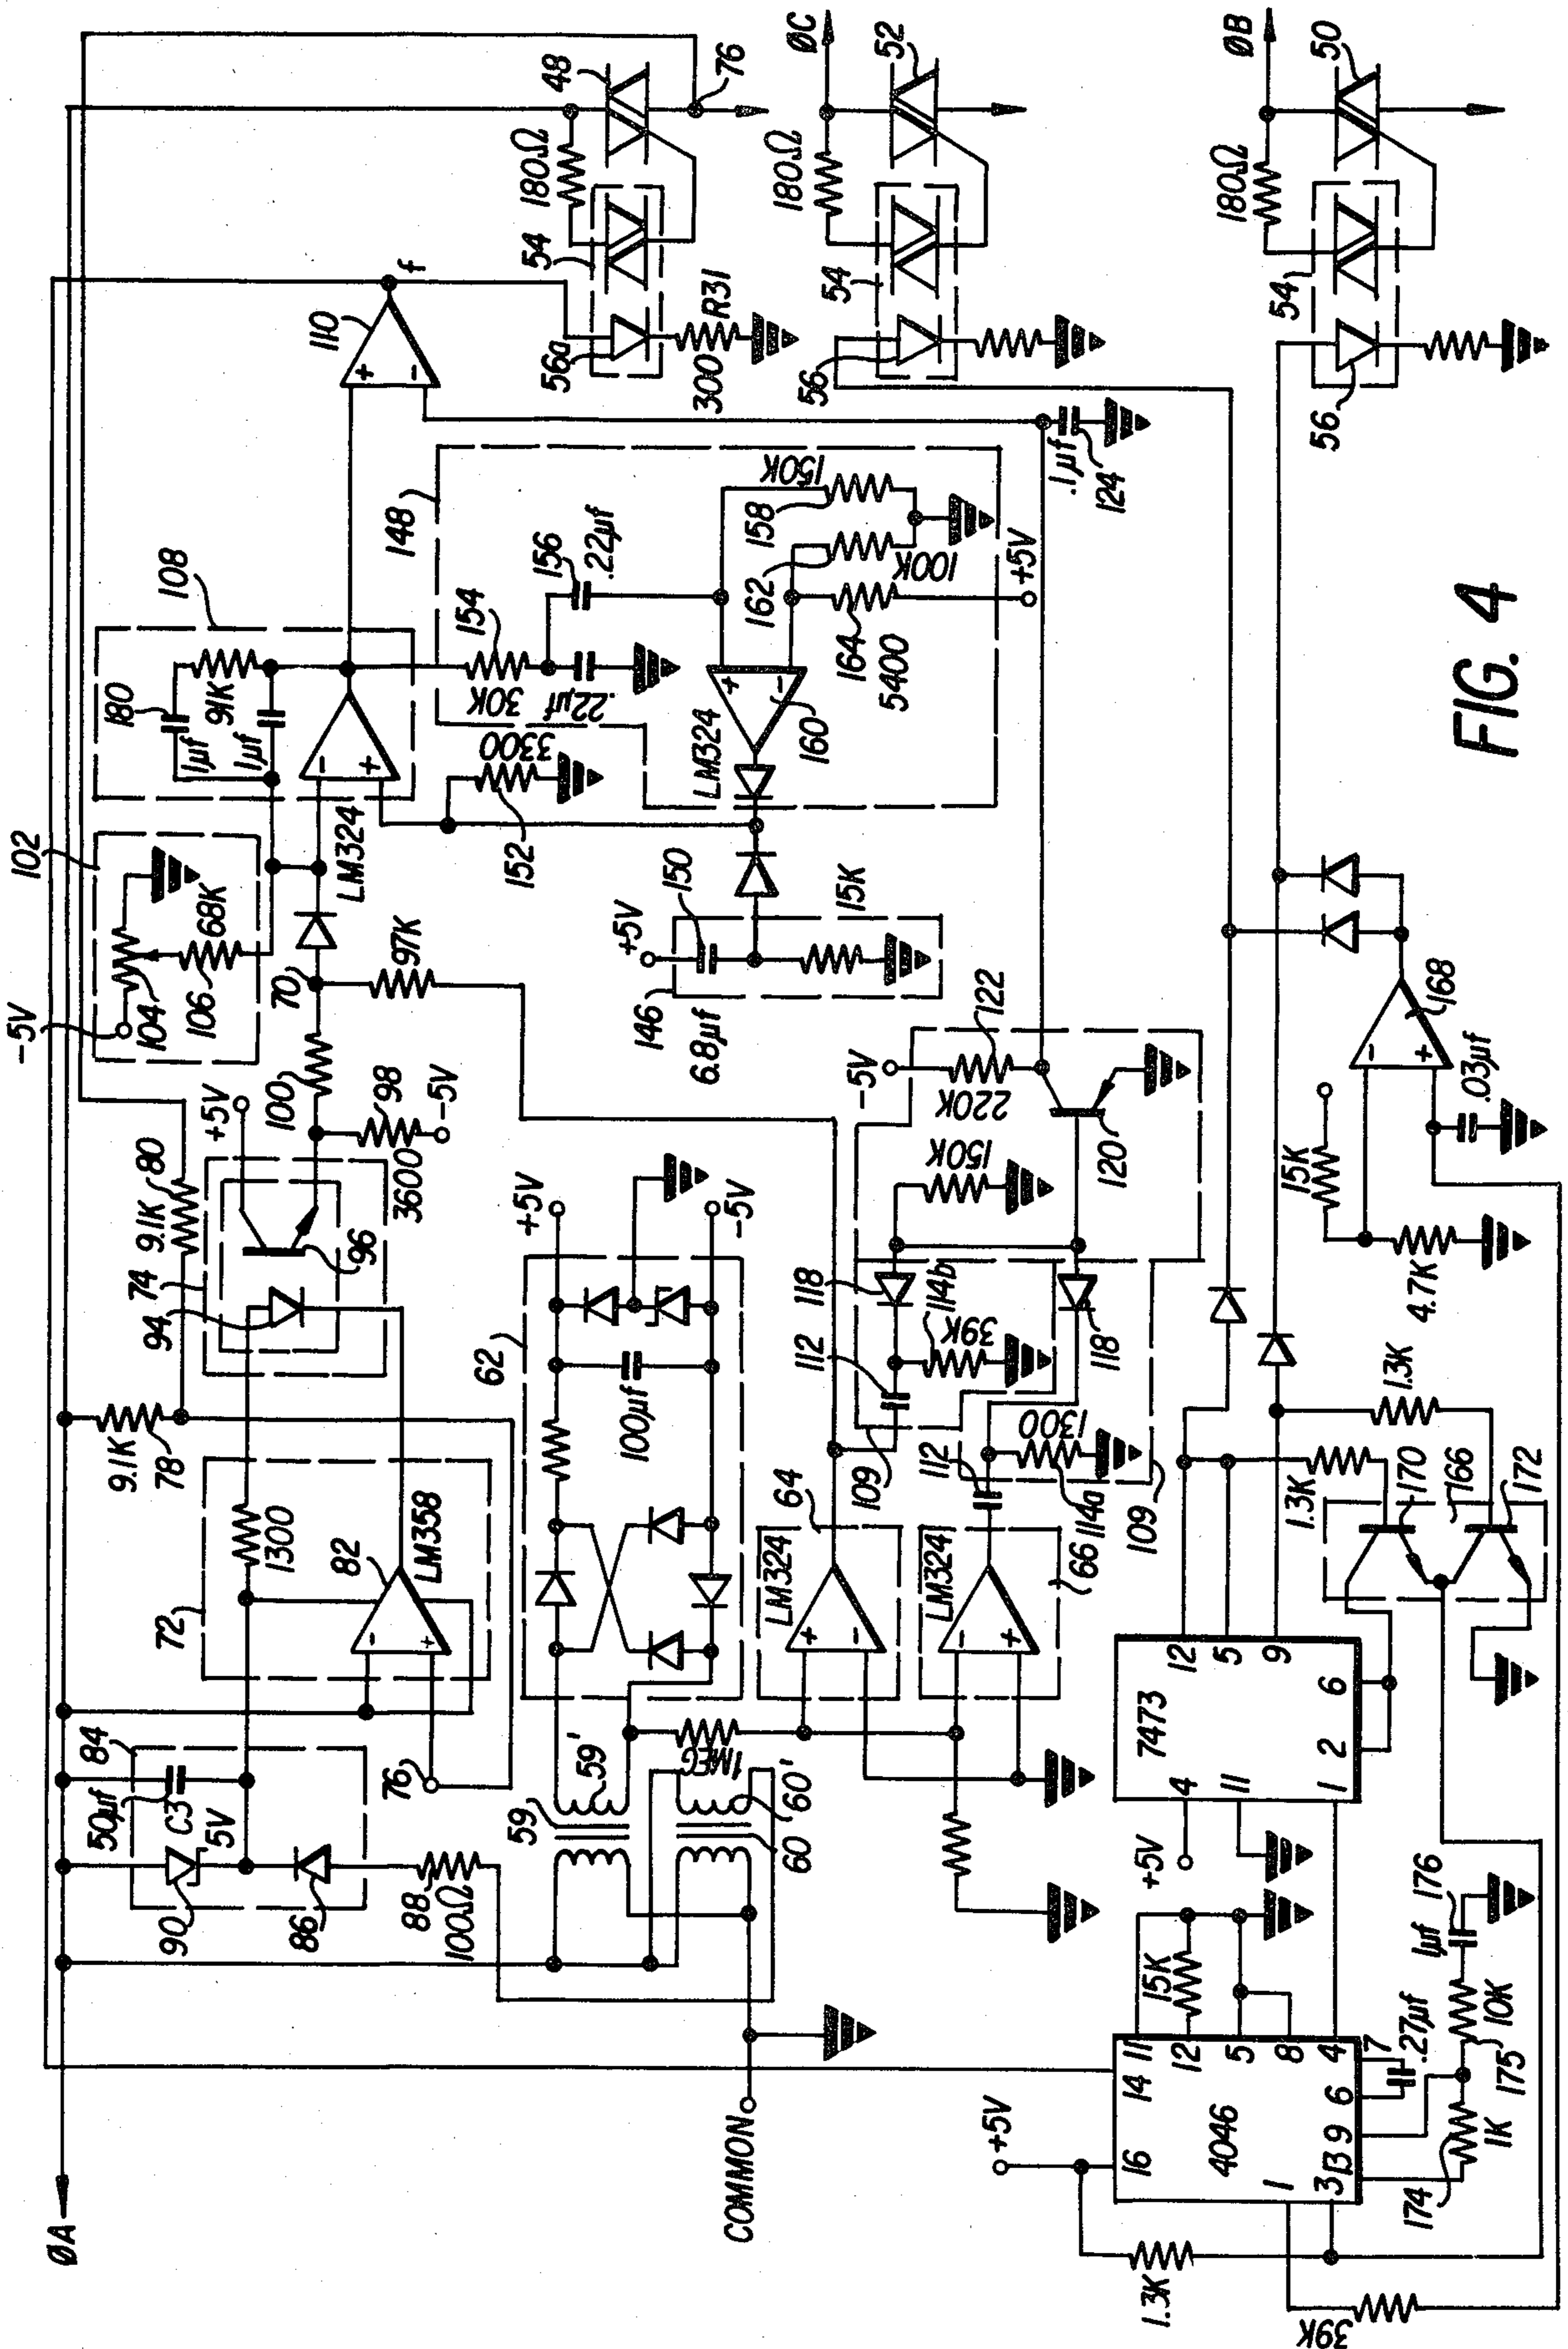 ØA
9.1K
78
9.1K
80
-5V
102
104
106
68K
180
1µf
91K
1µf
108
110
+
-
f
48
76
180Ω
54
56a
300
R31
ØC
52
180Ω
54
56
ØB
50
180Ω
54
56
84
50µf
C3
5V
90
86
88
100Ω
76
72
1300
82
-
+
LM358
74
94
96
+5V
3600
98
-5V
100
70
97K
LM324
-
+
148
154
30K
156
.22µf
.22µf
3300
152
LM324
+
-
160
162
158
150K
100K
164
5400
+5V
.1µf
124
146
+5V
150
6.8µf
15K
62
+5V
100µf
-5V
59
59'
60
60'
1MEG
COMMON
LM324
64
+
-
LM324
66
-
+
109
112
118
114b
39K
150K
-5V
122
220K
120
112
1300
114a
118
109
+5V
16
14
11
12
5
8
4
7
6
9
13
3
1
4046
15K
.27µf
174
1K
175
10K
176
1µf
1.3K
39K
+5V
7473
4
11
1
2
6
12
5
9
1.3K
1.3K
170
166
172
15K
4.7K
-
+
168
.03µf
FIG. 4